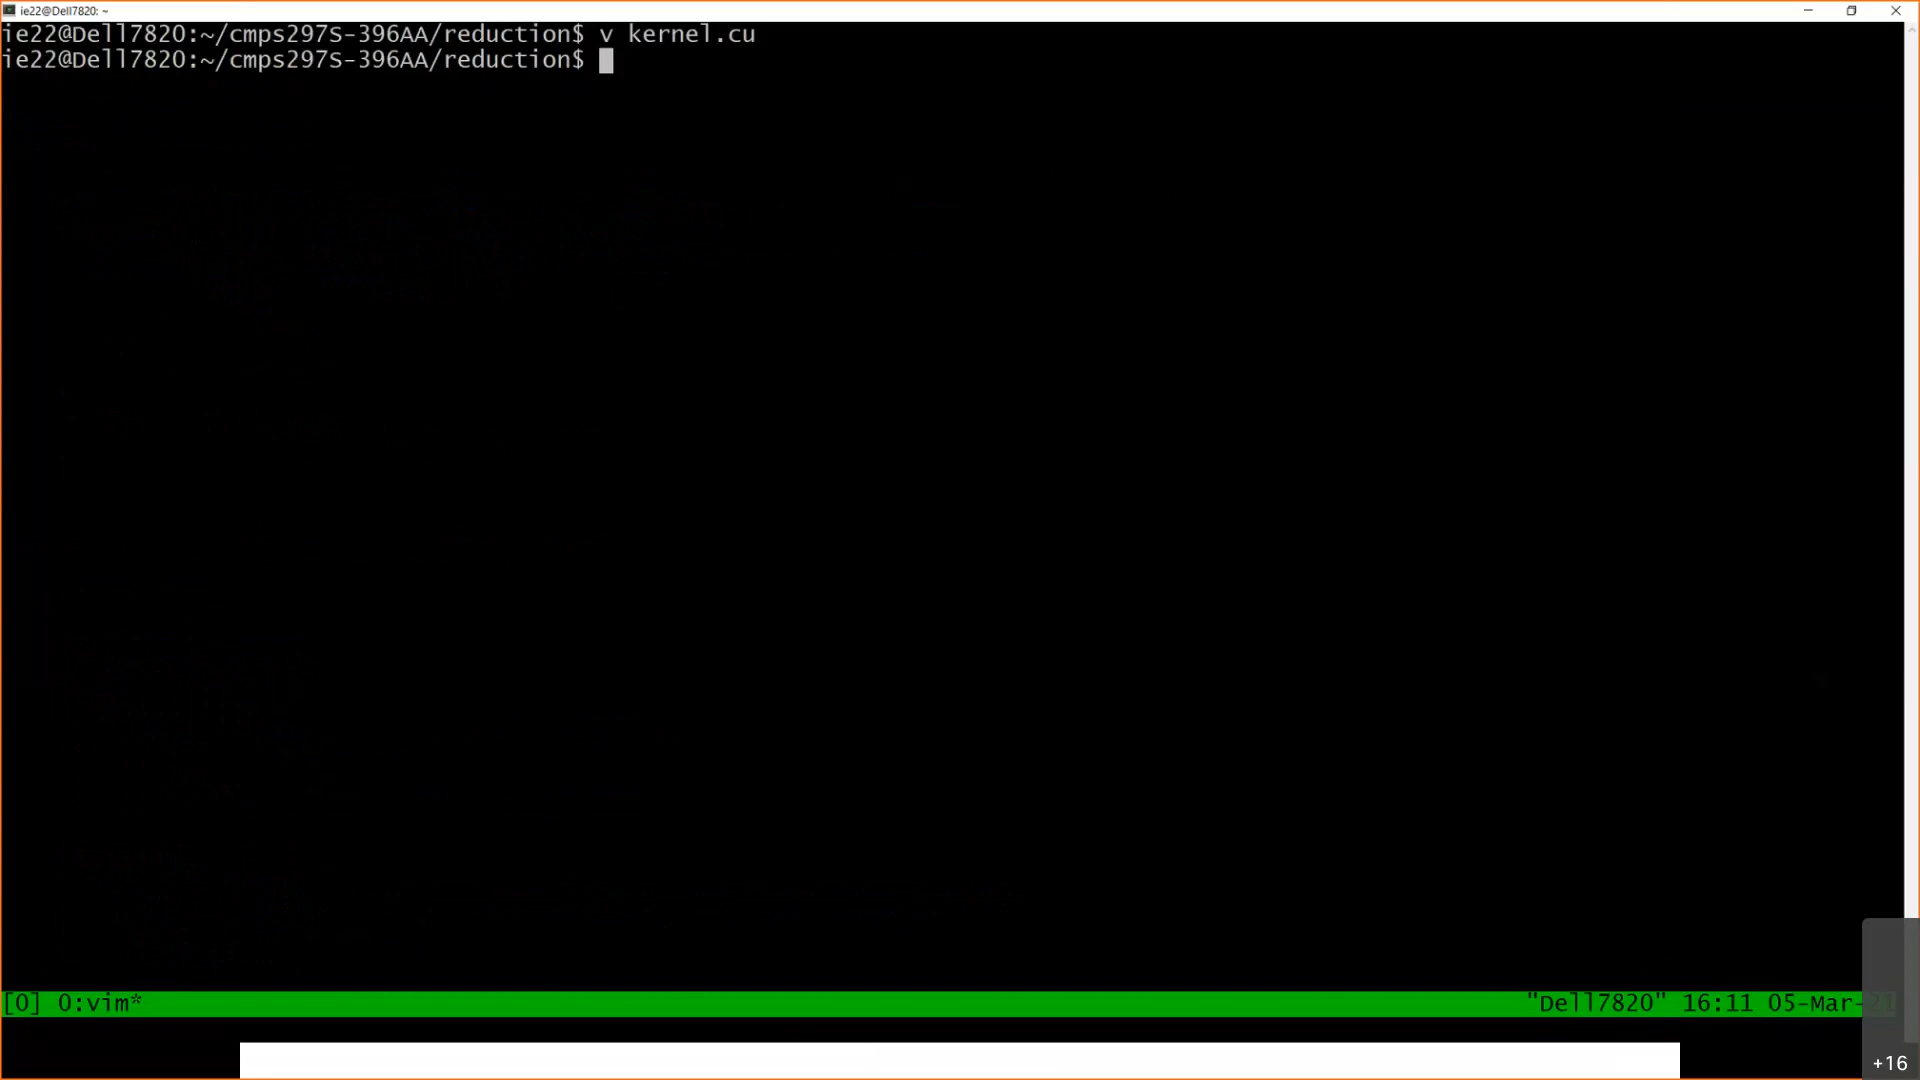 ie22@Dell7820: ~
ie22@Dell7820:~/cmps297S-396AA/reduction$ v kernel.cu
ie22@Dell7820:~/cmps297S-396AA/reduction$
[0] 0:vim* "Dell7820" 16:11 05-Mar-21
+16